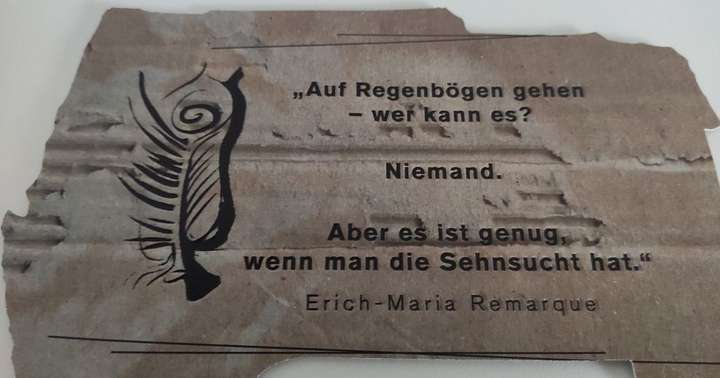 „Auf Regenbögen gehen
– wer kann es?
Niemand.
Aber es ist genug,
wenn man die Sehnsucht hat.“
Erich-Maria Remarque